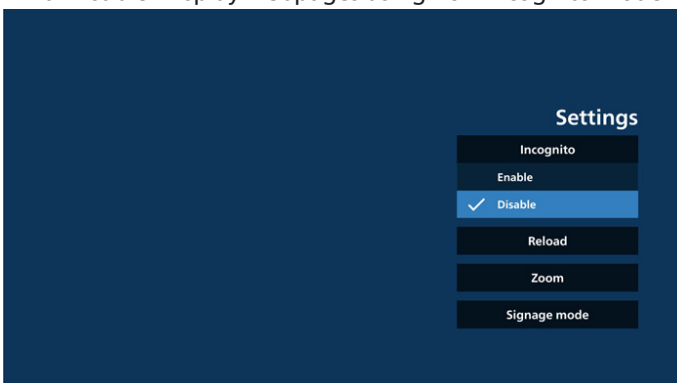 Settings
Incognito
Enable
Disable
Reload
Zoom
Signage mode